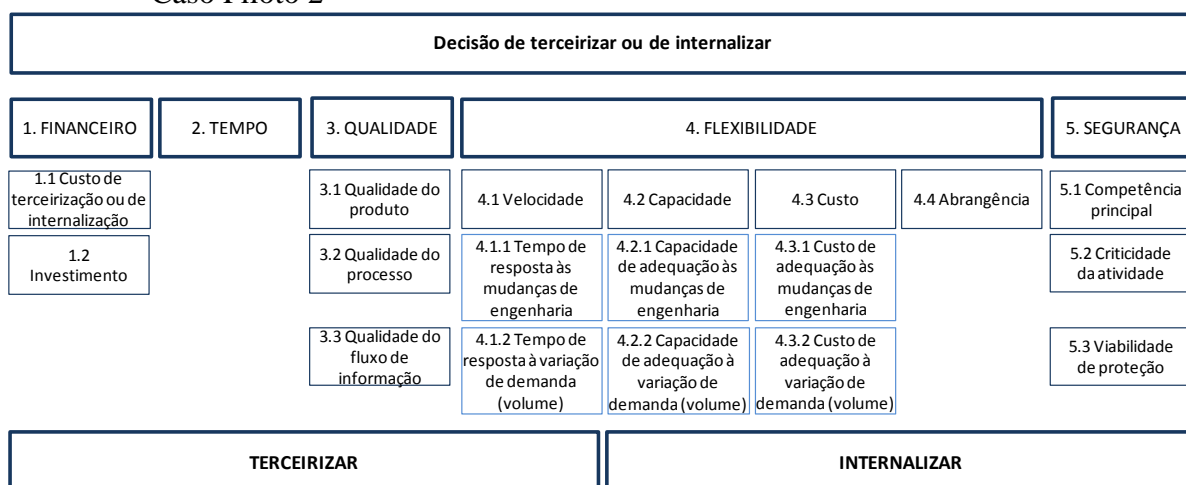 Caso Piloto 2
Decisão de terceirizar ou de internalizar
1. FINANCEIRO
2. TEMPO
3. QUALIDADE
4. FLEXIBILIDADE
5. SEGURANÇA
1.1 Custo de
terceirização ou de
internalização
3.1 Qualidade do
produto
4.1 Velocidade
4.2 Capacidade
4.3 Custo
4.4 Abrangência
5.1 Competência
principal
1.2
Investimento
3.2 Qualidade do
processo
4.1.1 Tempo de
resposta às
mudanças de
engenharia
4.2.1 Capacidade
de adequação às
mudanças de
engenharia
4.3.1 Custo de
adequação às
mudanças de
engenharia
5.2 Criticidade
da atividade
3.3 Qualidade do
fluxo de
informação
4.1.2 Tempo de
resposta à variação
de demanda
(volume)
4.2.2 Capacidade
de adequação à
variação de
demanda (volume)
4.3.2 Custo de
adequação à
variação de
demanda (volume)
5.3 Viabilidade
de proteção
TERCEIRIZAR
INTERNALIZAR